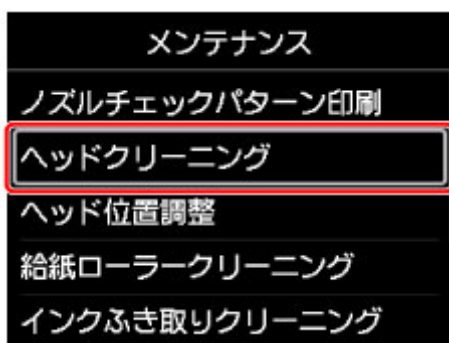 メンテナンス
ノズルチェックパターン印刷
ヘッドクリーニング
ヘッド位置調整
給紙ローラークリーニング
インクふき取りクリーニング